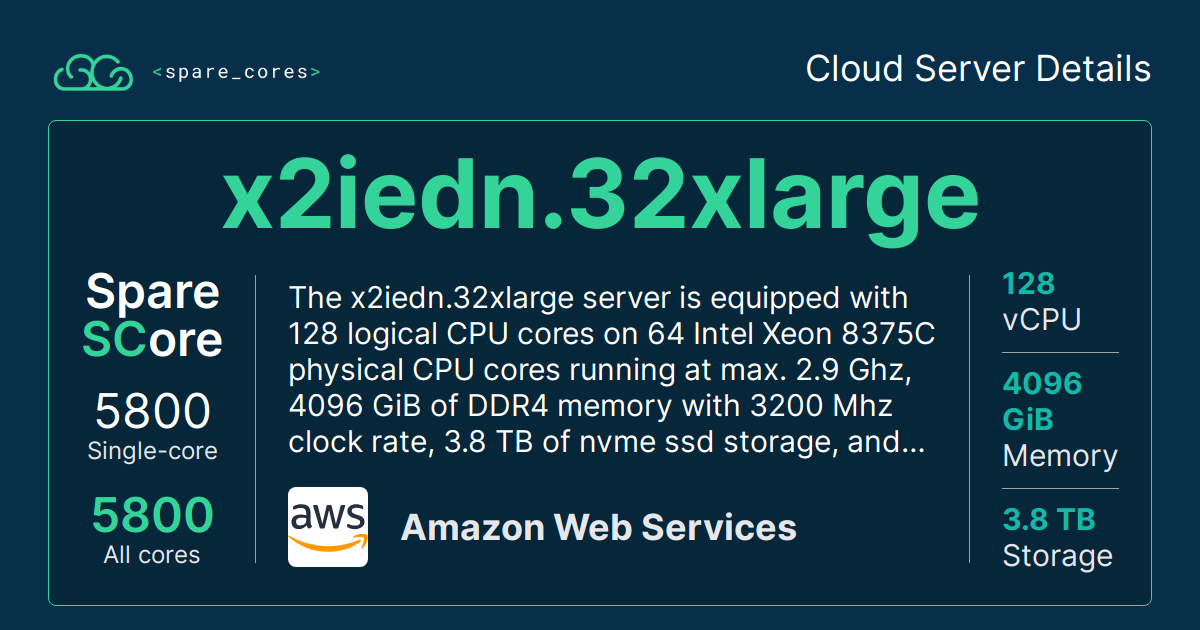 <spare_cores>
Cloud Server Details
x2iedn.32xlarge
Spare
SCore
5800
Single-core
5800
All cores
The x2iedn.32xlarge server is equipped with
128 logical CPU cores on 64 Intel Xeon 8375C
physical CPU cores running at max. 2.9 Ghz,
4096 GiB of DDR4 memory with 3200 Mhz
clock rate, 3.8 TB of nvme ssd storage, and...
aws
Amazon Web Services
128
vCPU
4096
GiB
Memory
3.8 TB
Storage